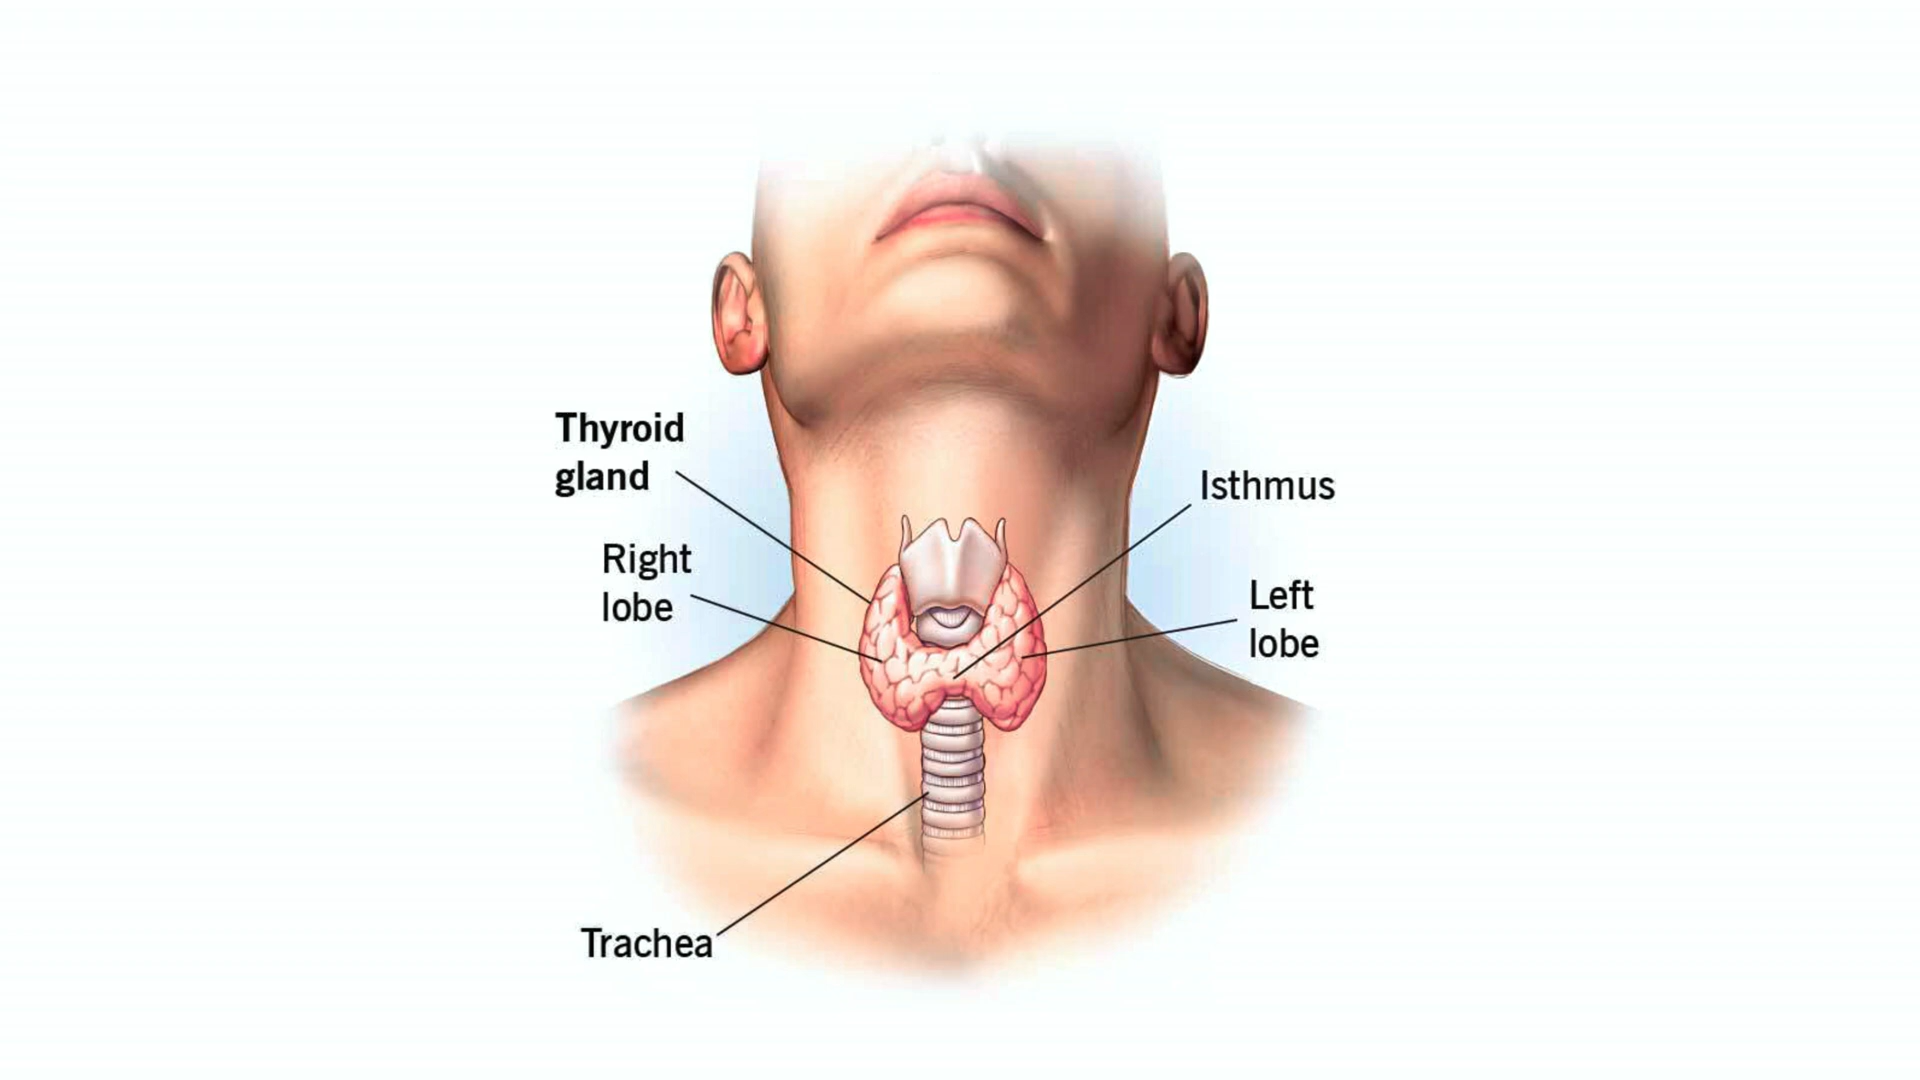 Thyroid
gland
Right
lobe
Isthmus
Left
lobe
Trachea